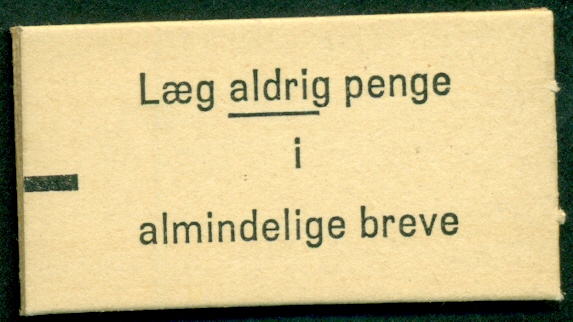 Læg aldrig penge
i
almindelige breve